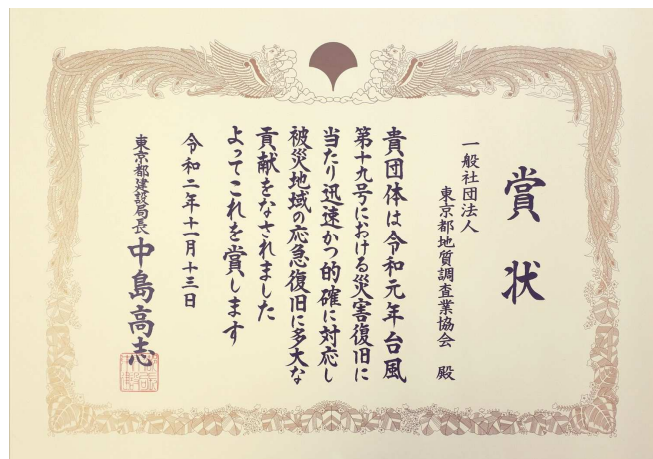 賞状
一般社団法人
東京都地質調査業協会 殿
貴団体は令和元年台風
第十九号における災害復旧に
当たり迅速かつ的確に対応し
被災地域の応急復旧に多大な
貢献をなされました
よってこれを賞します
令和二年十一月十三日
東京都建設局長 中島高志